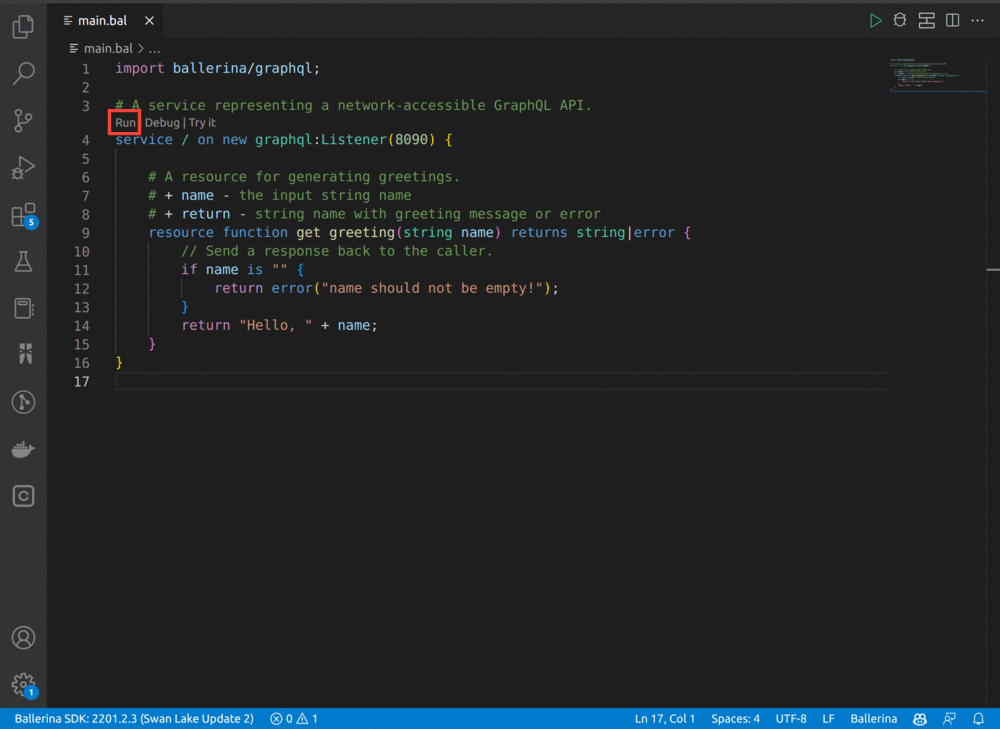 main.bal
main.bal > ...
1 import ballerina/graphql;
2
3 # A service representing a network-accessible GraphQL API.
Run | Debug | Try it
4 service / on new graphql:Listener(8090) {
5
6 # A resource for generating greetings.
7 # + name - the input string name
8 # + return - string name with greeting message or error
9 resource function get greeting(string name) returns string|error {
10 // Send a response back to the caller.
11 if name is "" {
12 return error("name should not be empty!");
13 }
14 return "Hello, " + name;
15 }
16 }
17
5
C
1
Ballerina SDK: 2201.2.3 (Swan Lake Update 2) 0 1 Ln 17, Col 1 Spaces: 4 UTF-8 LF Ballerina